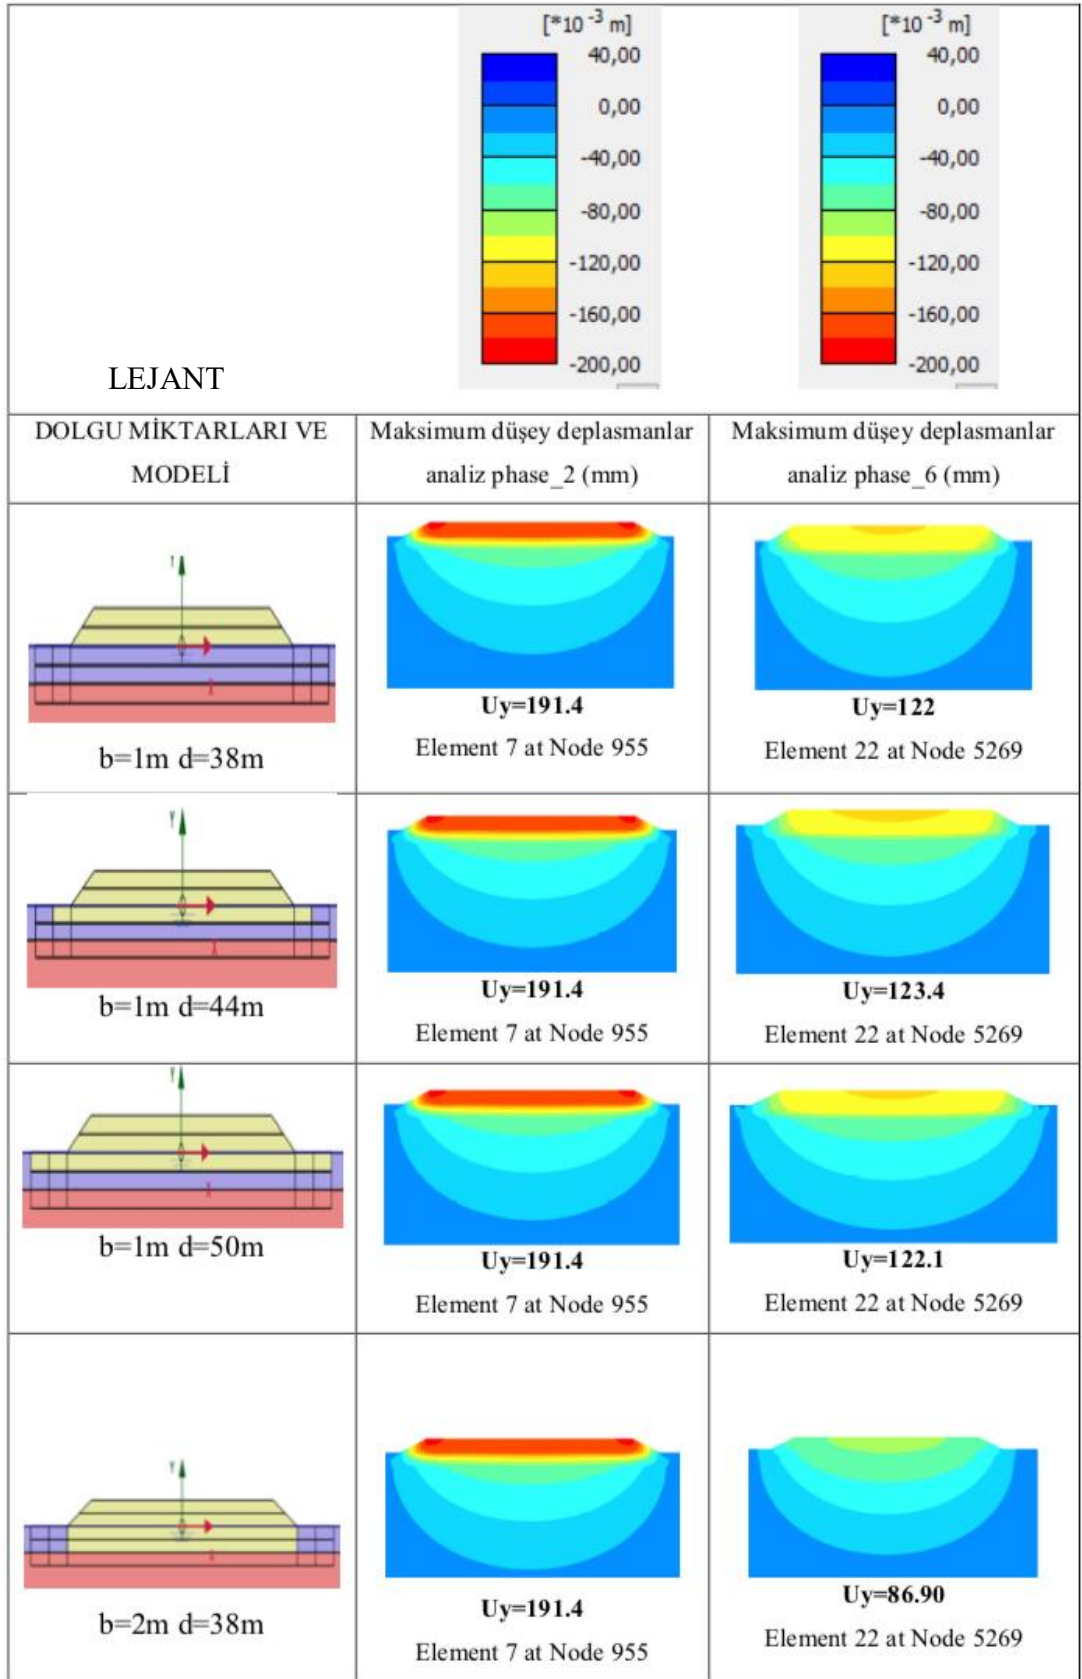 [*10 -3 m]
40,00
0,00
-40,00
-80,00
-120,00
-160,00
-200,00
[*10 -3 m]
40,00
0,00
-40,00
-80,00
-120,00
-160,00
-200,00
LEJANT
DOLGU MİKTARLARI VE
MODELİ
Maksimum düşey deplasmanlar
analiz phase_2 (mm)
Maksimum düşey deplasmanlar
analiz phase_6 (mm)
b=1m d=38m
Uy=191.4
Element 7 at Node 955
Uy=122
Element 22 at Node 5269
Y
b=1m d=44m
Uy=191.4
Element 7 at Node 955
Uy=123.4
Element 22 at Node 5269
Y
b=1m d=50m
Uy=191.4
Element 7 at Node 955
Uy=122.1
Element 22 at Node 5269
Y
b=2m d=38m
Uy=191.4
Element 7 at Node 955
Uy=86.90
Element 22 at Node 5269